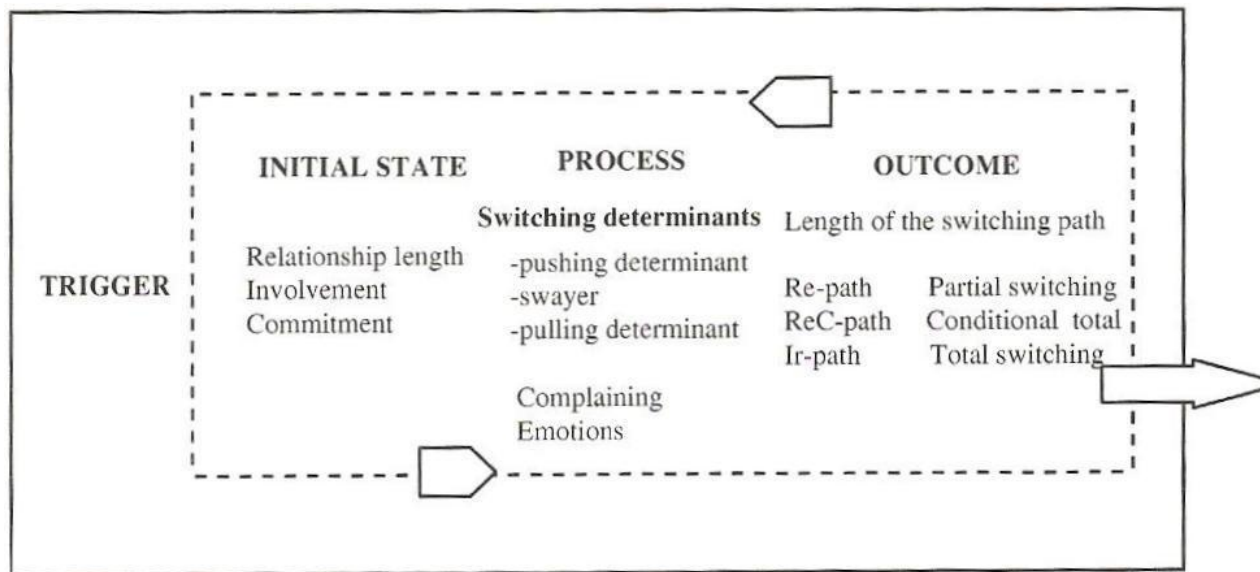 TRIGGER
INITIAL STATE
Relationship length
Involvement
Commitment
PROCESS
Switching determinants
-pushing determinant
-swayer
-pulling determinant
Complaining
Emotions
OUTCOME
Length of the switching path
Re-path Partial switching
ReC-path Conditional total
Ir-path Total switching